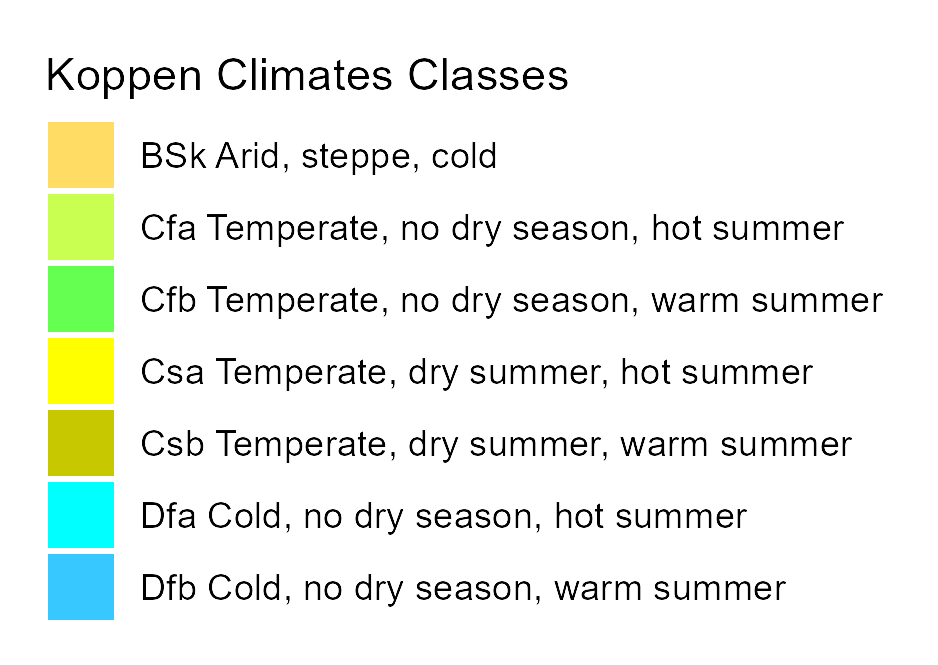 Koppen Climates Classes
BSk Arid, steppe, cold
Cfa Temperate, no dry season, hot summer
Cfb Temperate, no dry season, warm summer
Csa Temperate, dry summer, hot summer
Csb Temperate, dry summer, warm summer
Dfa Cold, no dry season, hot summer
Dfb Cold, no dry season, warm summer